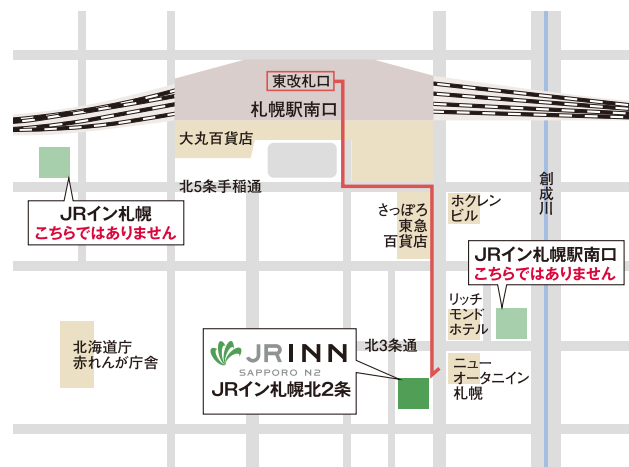 東改札口
札幌駅南口
大丸百貨店
北5条手稲通
JRイン札幌
こちらではありません
さっぽろ
東急
百貨店
ホクレン
ビル
創成川
JRイン札幌駅南口
こちらではありません
リッチ
モンド
ホテル
北海道庁
赤れんが庁舎
JRINN
SAPPORO N2
JRイン札幌北2条
北3条通
ニュー
オータニイン
札幌